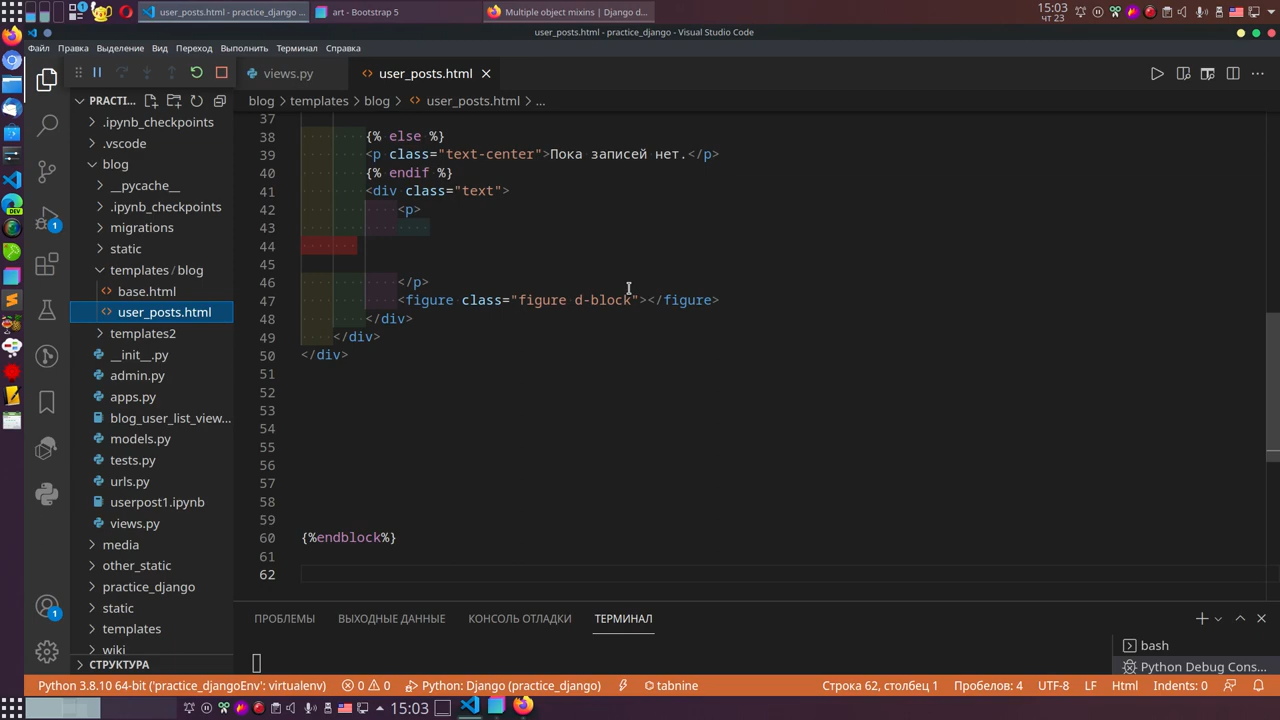 user_posts.html - practice_django ...
art - Bootstrap 5
Multiple object mixins | Django d...
15:03
чт 23
user_posts.html - practice_django - Visual Studio Code
Файл Правка Выделение Вид Переход Выполнить Терминал Справка
views.py
user_posts.html
PRACTI...
blog > templates > blog > user_posts.html > ...
.ipynb_checkpoints
.vscode
blog
__pycache__
.ipynb_checkpoints
migrations
static
templates / blog
base.html
user_posts.html
templates2
__init__.py
admin.py
apps.py
blog_user_list_view...
models.py
tests.py
urls.py
userpost1.ipynb
views.py
media
other_static
practice_django
static
templates
wiki
СТРУКТУРА
DEV
1
1
37
38 {% else %}
39 <p class="text-center">Пока записей нет.</p>
40 {% endif %}
41 <div class="text">
42 <p>
43
44
45
46 </p>
47 <figure class="figure d-block"></figure>
48 </div>
49 </div>
50 </div>
51
52
53
54
55
56
57
58
59
60 {%endblock%}
61
62
ПРОБЛЕМЫ ВЫХОДНЫЕ ДАННЫЕ КОНСОЛЬ ОТЛАДКИ ТЕРМИНАЛ
bash
Python Debug Cons...
Python 3.8.10 64-bit ('practice_djangoEnv': virtualenv) 0 0 Python: Django (practice_django) tabnine Строка 62, столбец 1 Пробелов: 4 UTF-8 LF Html Indents: 0
15:03